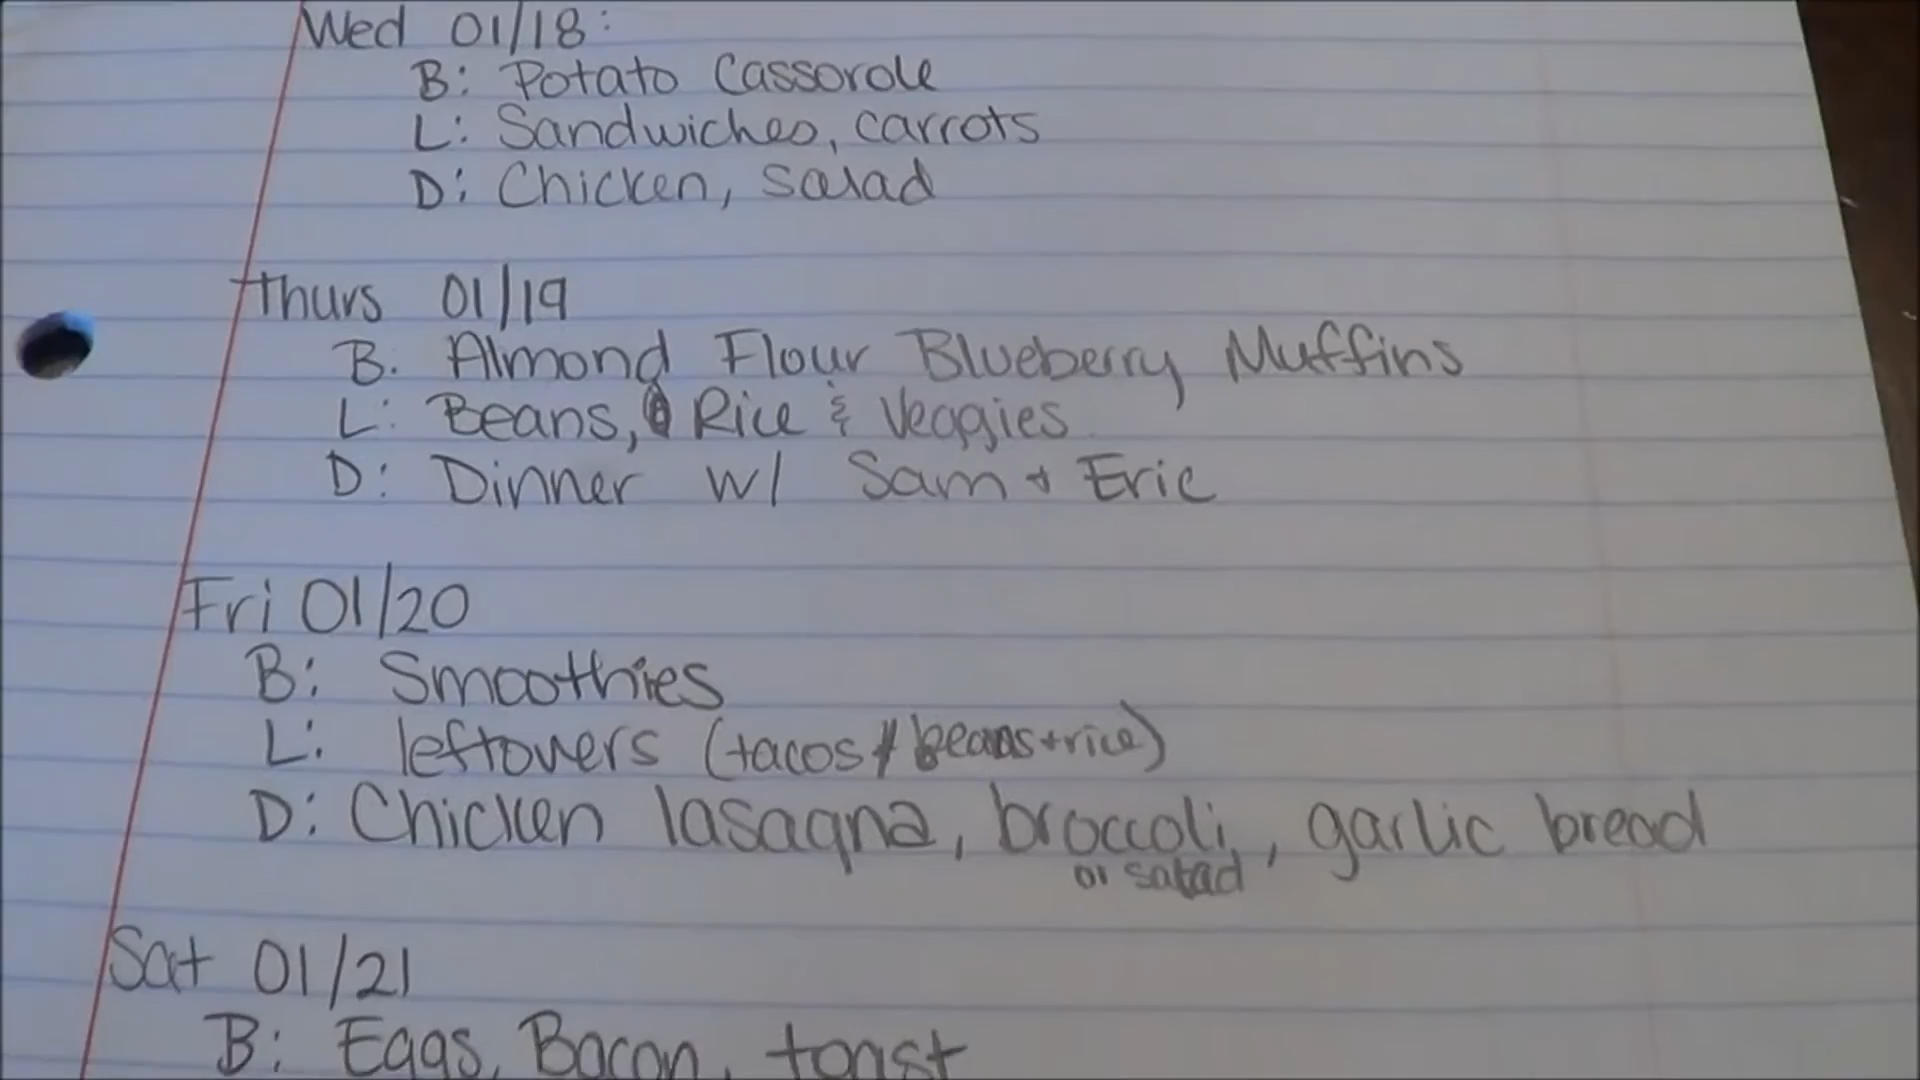 Wed 01/18:
B: Potato Cassorole
L: Sandwiches, carrots
D: Chicken, Salad
Thurs 01/19
B. Almond Flour Blueberry Muffins
L: Beans, Rice & Veggies
D: Dinner w/ Sam + Eric
Fri 01/20
B: Smoothies
L: leftovers (tacos/beans+rice)
D: Chicken lasagna, broccoli, garlic bread
or salad
Sat 01/21
B: Eggs, Bacon, toast